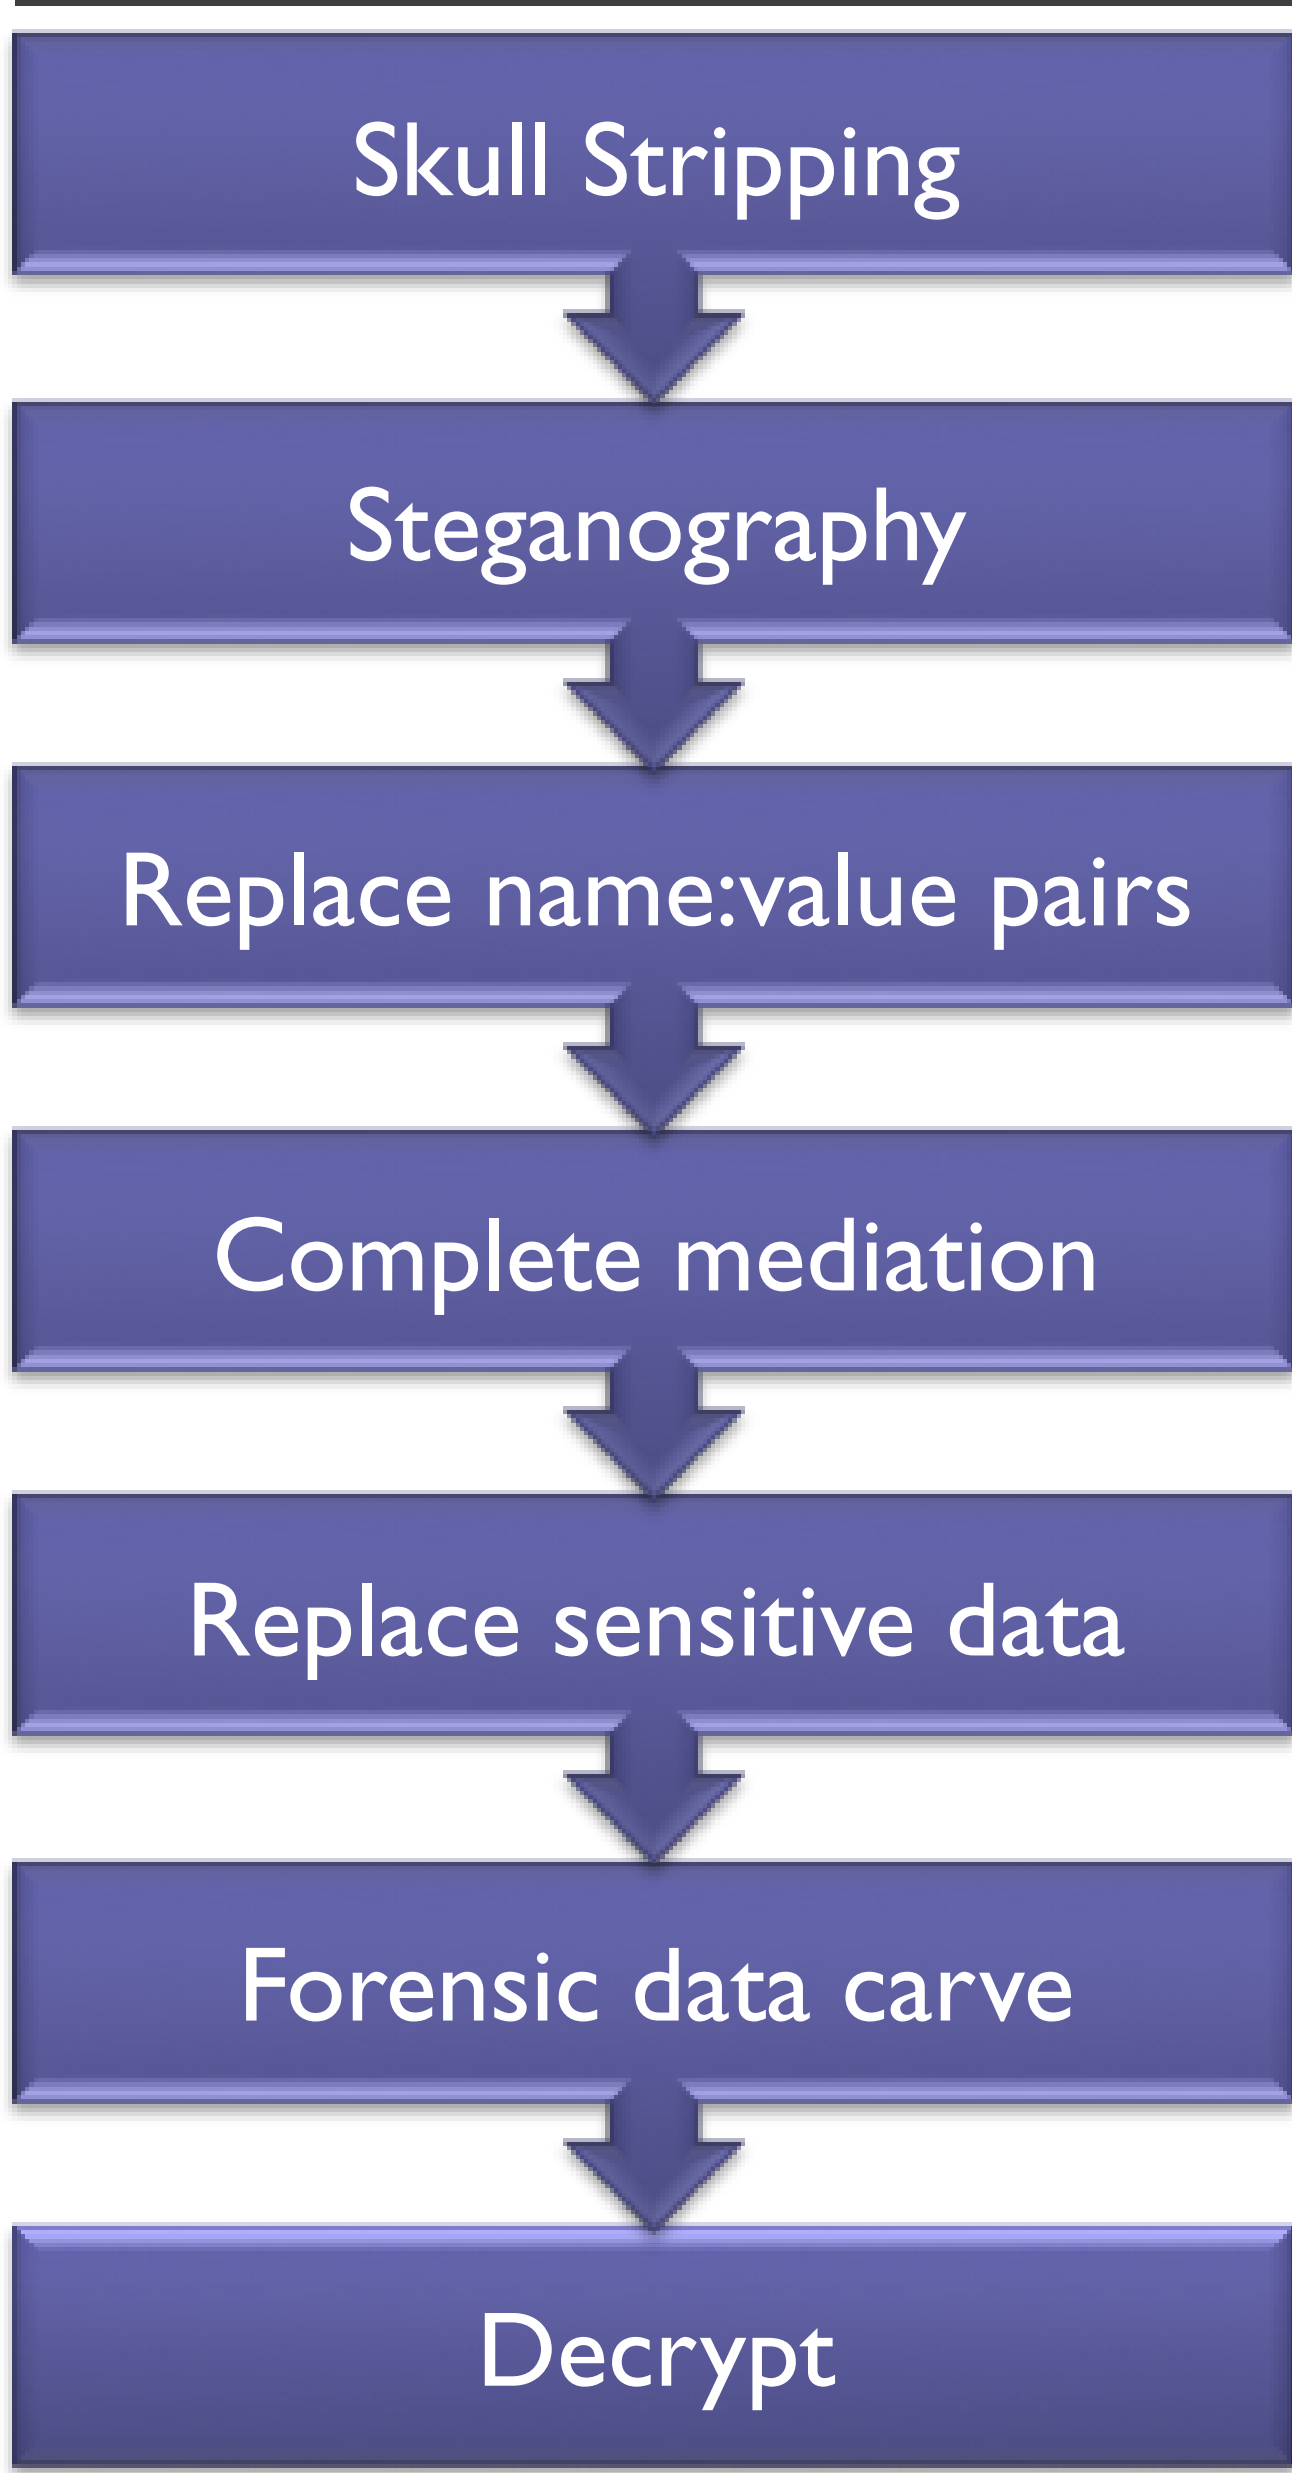 Skull Stripping
Steganography
Replace name:value pairs
Complete mediation
Replace sensitive data
Forensic data carve
Decrypt